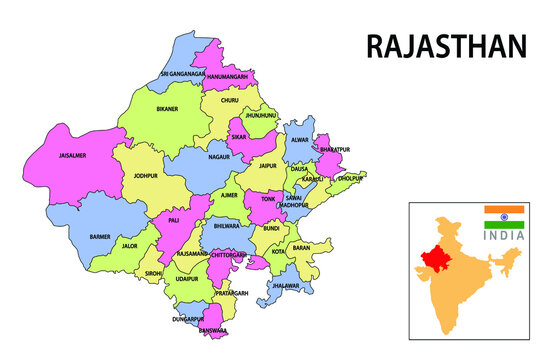 RAJASTHAN
SRI GANGANAGAR
HANUMANGARH
CHURU
BIKANER
JHUNJHUNU
SIKAR
ALWAR
BHARATPUR
JAISALMER
NAGAUR
JAIPUR
DAUSA
JODHPUR
KARAULI
DHOLPUR
AJMER
TONK
SAWAI
MADHOPUR
PALI
BARMER
BHILWARA
BUNDI
JALOR
RAJSAMAND
CHITTORGARH
KOTA
BARAN
SIROHI
UDAIPUR
JHALAWAR
PRATARGARH
DUNGARPUR
BANSWARA
INDIA